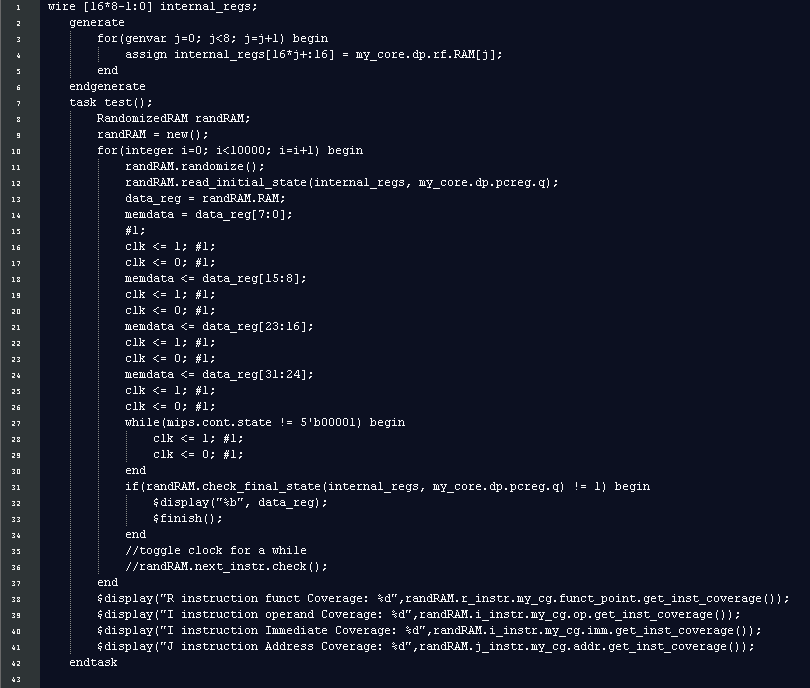 1 wire [16*8-1:0] internal_regs;
2 generate
3 for(genvar j=0; j<8; j=j+1) begin
4 assign internal_regs[16*j+:16] = my_core.dp.rf.RAM[j];
5 end
6 endgenerate
7 task test();
8 RandomizedRAM randRAM;
9 randRAM = new();
10 for(integer i=0; i<10000; i=i+1) begin
11 randRAM.randomize();
12 randRAM.read_initial_state(internal_regs, my_core.dp.pcreg.q);
13 data_reg = randRAM.RAM;
14 memdata = data_reg[7:0];
15 #1;
16 clk <= 1; #1;
17 clk <= 0; #1;
18 memdata <= data_reg[15:8];
19 clk <= 1; #1;
20 clk <= 0; #1;
21 memdata <= data_reg[23:16];
22 clk <= 1; #1;
23 clk <= 0; #1;
24 memdata <= data_reg[31:24];
25 clk <= 1; #1;
26 clk <= 0; #1;
27 while(mips.cont.state != 5'b00001) begin
28 clk <= 1; #1;
29 clk <= 0; #1;
30 end
31 if(randRAM.check_final_state(internal_regs, my_core.dp.pcreg.q) != 1) begin
32 $display("%b", data_reg);
33 $finish();
34 end
35 //toggle clock for a while
36 //randRAM.next_instr.check();
37 end
38 $display("R instruction funct Coverage: %d",randRAM.r_instr.my_cg.funct_point.get_inst_coverage());
39 $display("I instruction operand Coverage: %d",randRAM.i_instr.my_cg.op.get_inst_coverage());
40 $display("I instruction Immediate Coverage: %d",randRAM.i_instr.my_cg.imm.get_inst_coverage());
41 $display("J instruction Address Coverage: %d",randRAM.j_instr.my_cg.addr.get_inst_coverage());
42 endtask
43